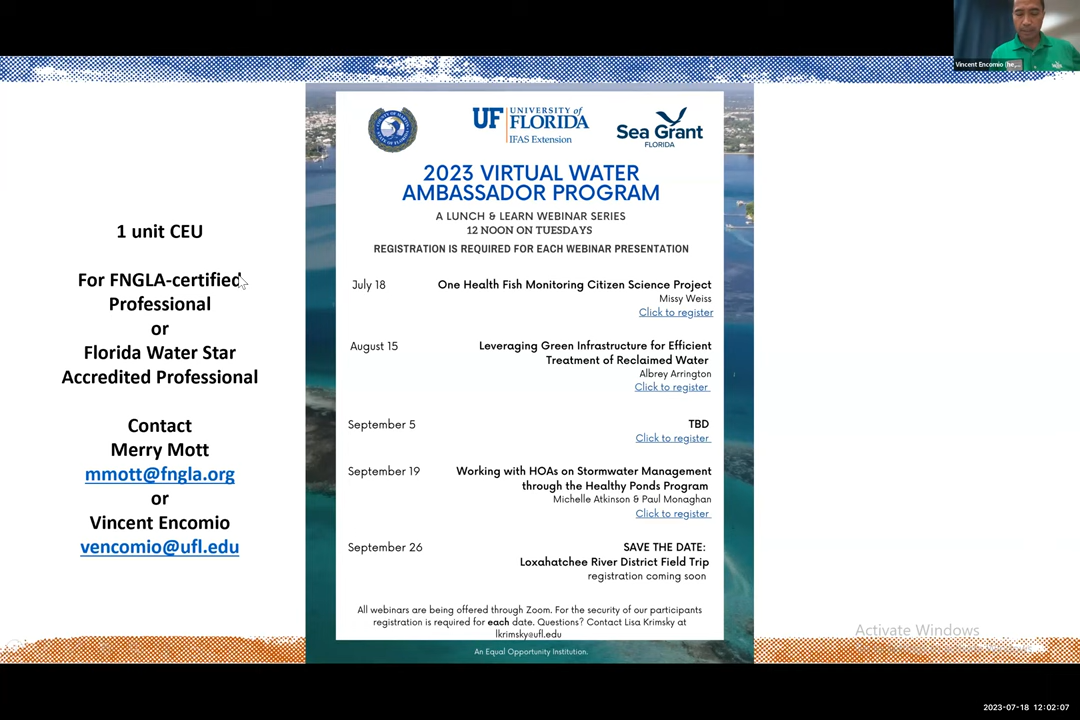 Vincent Encomio (he,...
1 unit CEU
For FNGLA-certified
Professional
or
Florida Water Star
Accredited Professional
Contact
Merry Mott
mmott@fngla.org
or
Vincent Encomio
vencomio@ufl.edu
UF UNIVERSITY of
FLORIDA
IFAS Extension
Sea Grant
FLORIDA
2023 VIRTUAL WATER
AMBASSADOR PROGRAM
A LUNCH & LEARN WEBINAR SERIES
12 NOON ON TUESDAYS
REGISTRATION IS REQUIRED FOR EACH WEBINAR PRESENTATION
July 18 One Health Fish Monitoring Citizen Science Project
Missy Weiss
Click to register
August 15 Leveraging Green Infrastructure for Efficient
Treatment of Reclaimed Water
Albrey Arrington
Click to register
September 5 TBD
Click to register
September 19 Working with HOAs on Stormwater Management
through the Healthy Ponds Program
Michelle Atkinson & Paul Monaghan
Click to register
September 26 SAVE THE DATE:
Loxahatchee River District Field Trip
registration coming soon
All webinars are being offered through Zoom. For the security of our participants
registration is required for each date. Questions? Contact Lisa Krimsky at
lkrimsky@ufl.edu
An Equal Opportunity Institution.
Activate Windows
2023-07-18 12:02:07